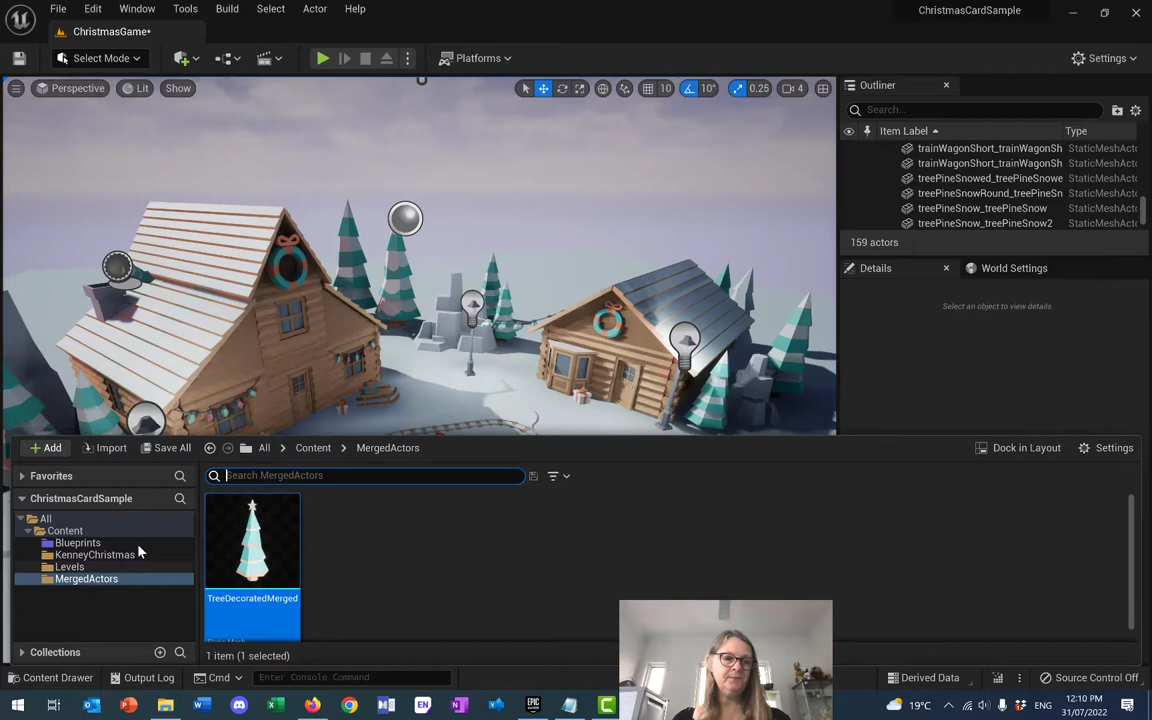 File Edit Window Tools Build Select Actor Help
ChristmasCardSample
ChristmasGame*
Select Mode
Platforms
Settings
Perspective Lit Show
10 10° 0.25 4
Outliner
Search...
Item Label Type
trainWagonShort_trainWagonSh StaticMeshActo
trainWagonShort_trainWagonSh StaticMeshActo
treePineSnowed_treePineSnowe StaticMeshActo
treePineSnowRound_treePineSn StaticMeshActo
treePineSnow_treePineSnow StaticMeshActo
treePineSnow_treePineSnow2 StaticMeshActo
159 actors
Details World Settings
Select an object to view details
Add Import Save All All Content MergedActors Dock in Layout Settings
Favorites
Search MergedActors
ChristmasCardSample
All
Content
Blueprints
KenneyChristmas
Levels
MergedActors
TreeDecoratedMerged
Collections
1 item (1 selected)
Content Drawer Output Log Cmd Enter Console Command Derived Data Source Control Off
19°C ENG
12:10 PM
31/07/2022